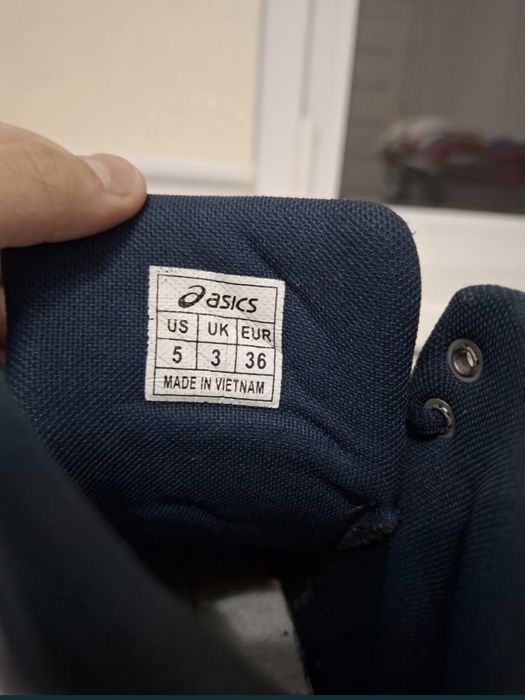 asics
US UK EUR
5 3 36
MADE IN VIETNAM